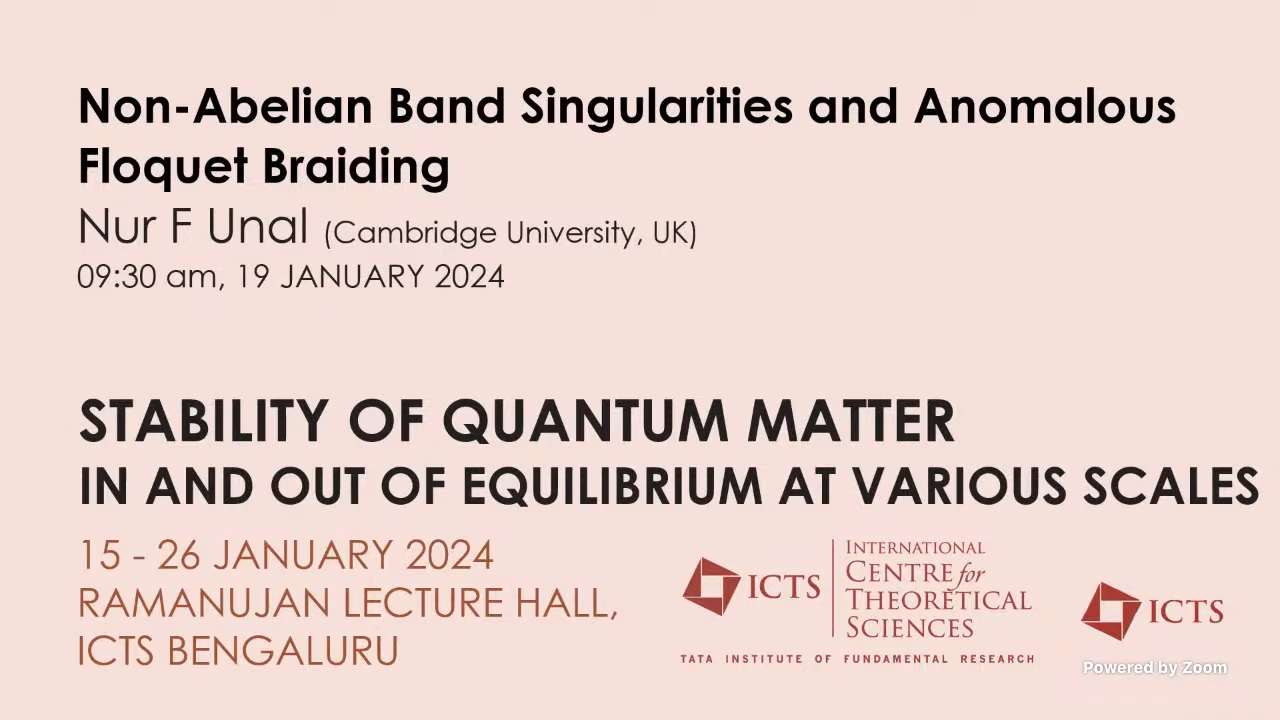 Non-Abelian Band Singularities and Anomalous
Floquet Braiding
Nur F Unal (Cambridge University, UK)
09:30 am, 19 JANUARY 2024
STABILITY OF QUANTUM MATTER
IN AND OUT OF EQUILIBRIUM AT VARIOUS SCALES
15 - 26 JANUARY 2024
RAMANUJAN LECTURE HALL,
ICTS BENGALURU
ICTS
INTERNATIONAL
CENTRE for
THEORETICAL
SCIENCES
TATA INSTITUTE OF FUNDAMENTAL RESEARCH
ICTS
Powered by Zoom